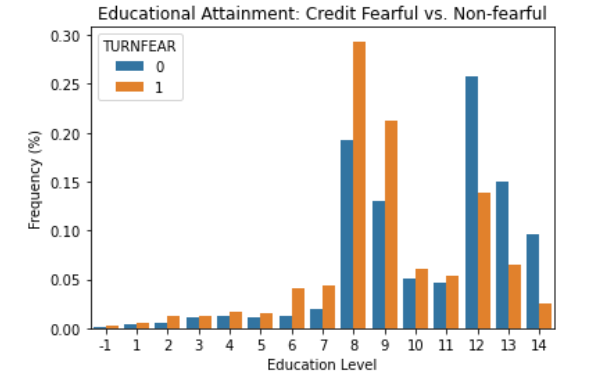 Educational Attainment: Credit Fearful vs. Non-fearful
TURNFEAR
0
1
Frequency (%)
0.30
0.25
0.20
0.15
0.10
0.05
0.00
-1 1 2 3 4 5 6 7 8 9 10 11 12 13 14
Education Level